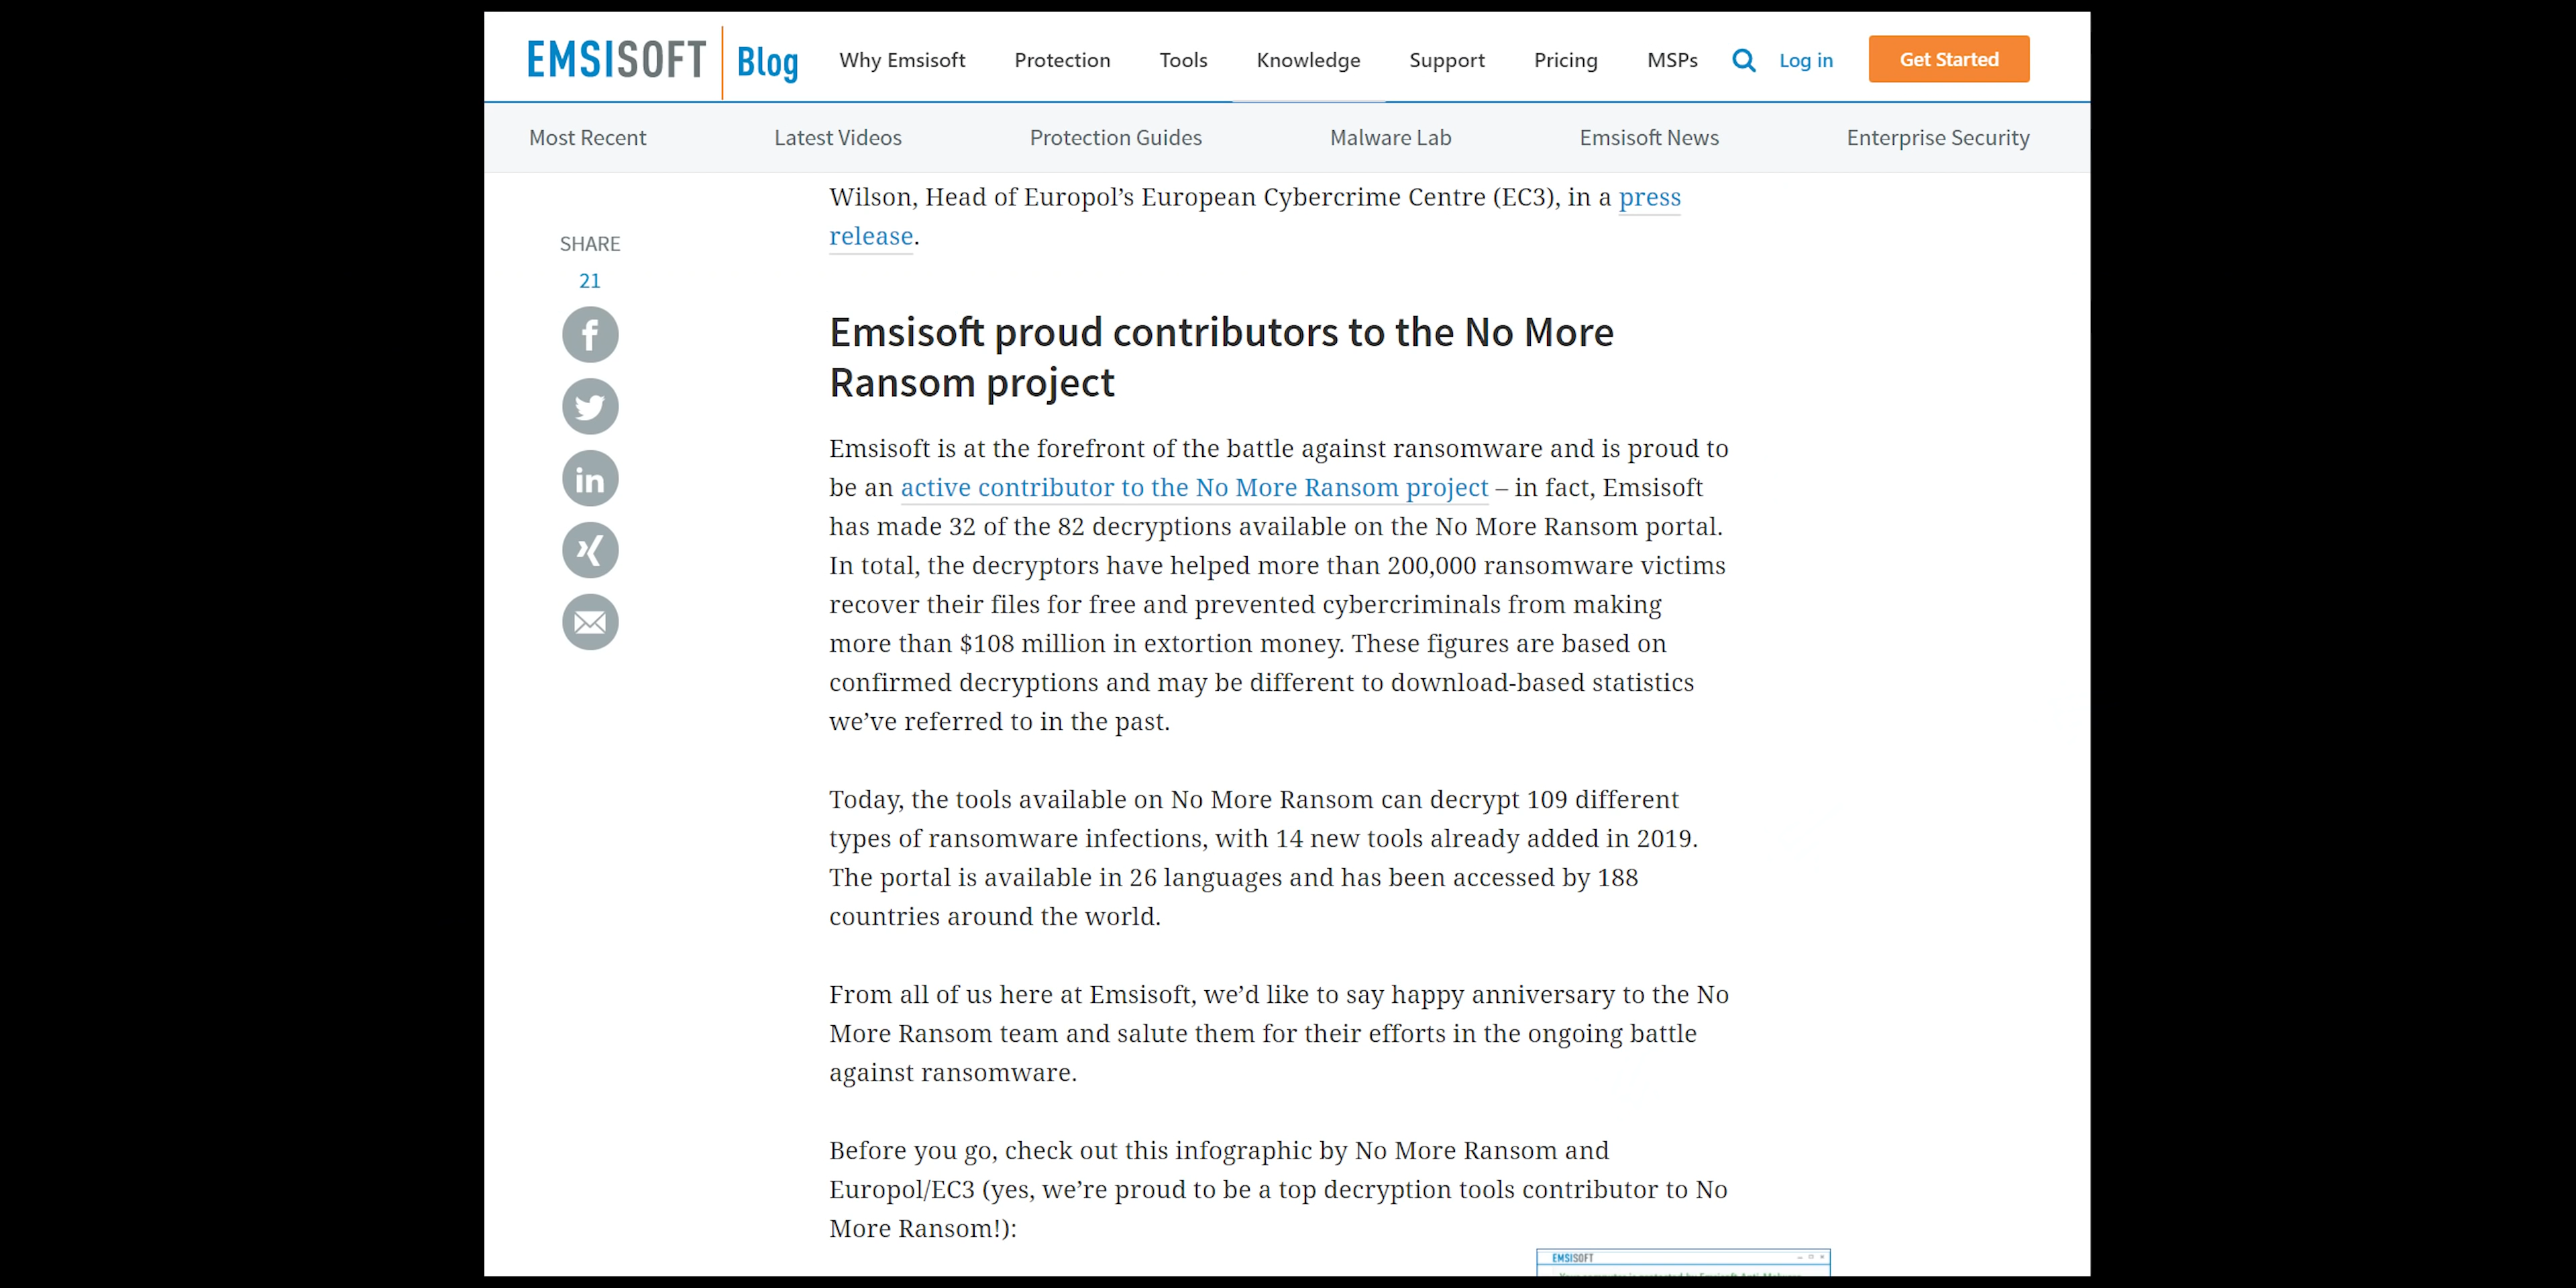 EMSISOFT Blog Why Emsisoft Protection Tools Knowledge Support Pricing MSPs Log in Get Started
Most Recent Latest Videos Protection Guides Malware Lab Emsisoft News Enterprise Security
SHARE
21
Wilson, Head of Europol’s European Cybercrime Centre (EC3), in a press
release.
Emsisoft proud contributors to the No More
Ransom project
Emsisoft is at the forefront of the battle against ransomware and is proud to
be an active contributor to the No More Ransom project – in fact, Emsisoft
has made 32 of the 82 decryptions available on the No More Ransom portal.
In total, the decryptors have helped more than 200,000 ransomware victims
recover their files for free and prevented cybercriminals from making
more than $108 million in extortion money. These figures are based on
confirmed decryptions and may be different to download-based statistics
we’ve referred to in the past.
Today, the tools available on No More Ransom can decrypt 109 different
types of ransomware infections, with 14 new tools already added in 2019.
The portal is available in 26 languages and has been accessed by 188
countries around the world.
From all of us here at Emsisoft, we’d like to say happy anniversary to the No
More Ransom team and salute them for their efforts in the ongoing battle
against ransomware.
Before you go, check out this infographic by No More Ransom and
Europol/EC3 (yes, we’re proud to be a top decryption tools contributor to No
More Ransom!):
EMSISOFT